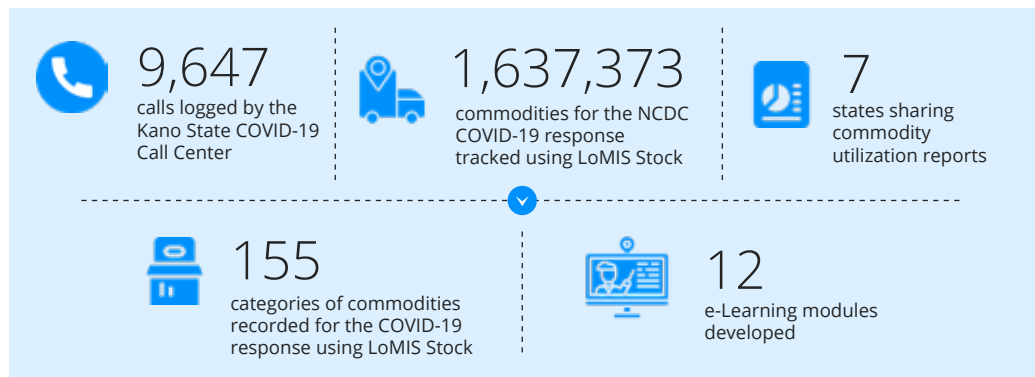 9,647
calls logged by the
Kano State COVID-19
Call Center
1,637,373
commodities for the NCDC
COVID-19 response
tracked using LoMIS Stock
7
states sharing
commodity
utilization reports
155
categories of commodities
recorded for the COVID-19
response using LoMIS Stock
12
e-Learning modules
developed